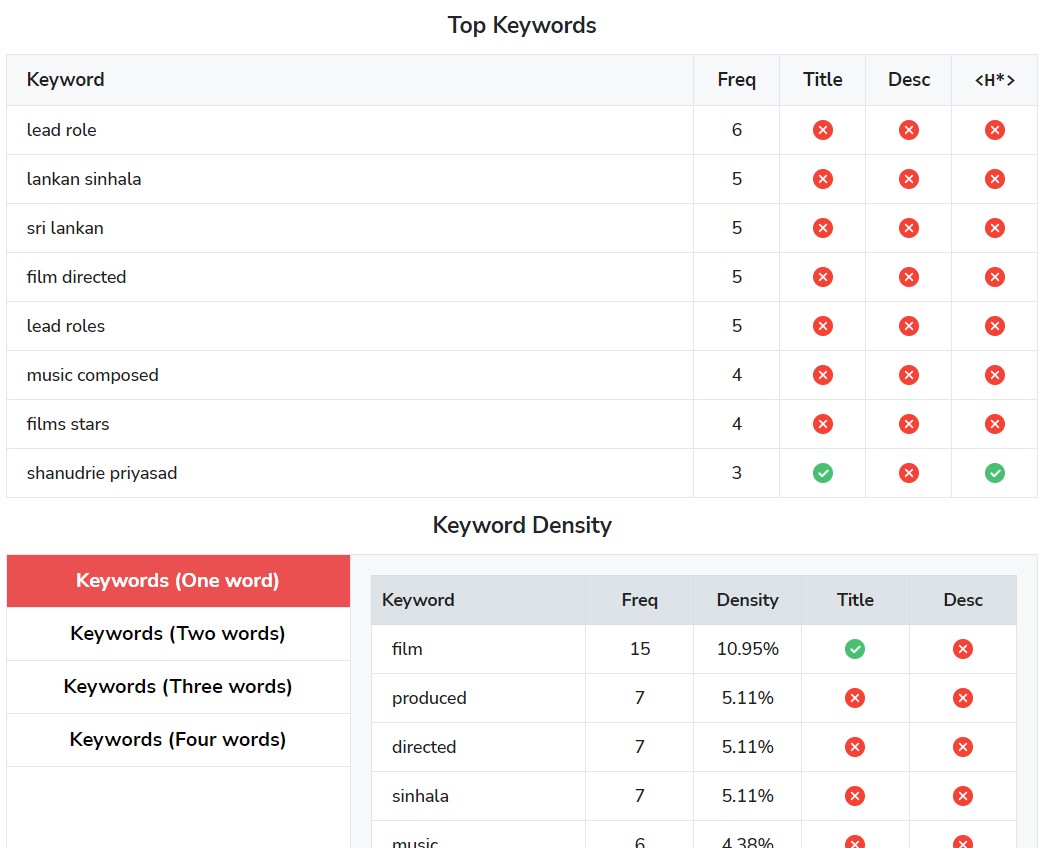 Top Keywords
Keyword Freq Title Desc <H*>
lead role 6
lankan sinhala 5
sri lankan 5
film directed 5
lead roles 5
music composed 4
films stars 4
shanudrie priyasad 3
Keyword Density
Keywords (One word)
Keywords (Two words)
Keywords (Three words)
Keywords (Four words)
Keyword Freq Density Title Desc
film 15 10.95%
produced 7 5.11%
directed 7 5.11%
sinhala 7 5.11%
music 6 4.38%